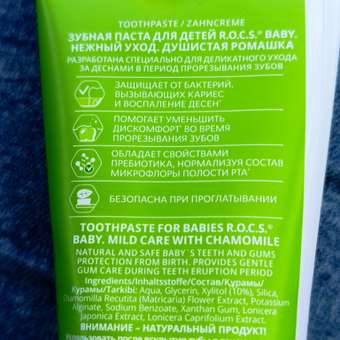 TOOTHPASTE / ZAHNCREME
ЗУБНАЯ ПАСТА ДЛЯ ДЕТЕЙ R.O.C.S.® BABY.
НЕЖНЫЙ УХОД. ДУШИСТАЯ РОМАШКА
РАЗРАБОТАНА СПЕЦИАЛЬНО ДЛЯ ДЕЛИКАТНОГО УХОДА
ЗА ДЕСНАМИ В ПЕРИОД ПРОРЕЗЫВАНИЯ ЗУБОВ
ЗАЩИЩАЕТ ОТ БАКТЕРИЙ,
ВЫЗЫВАЮЩИХ КАРИЕС
И ВОСПАЛЕНИЕ ДЕСЕН*
ПОМОГАЕТ УМЕНЬШИТЬ
ДИСКОМФОРТ* ВО ВРЕМЯ
ПРОРЕЗЫВАНИЯ ЗУБОВ
ОБЛАДАЕТ СВОЙСТВАМИ
ПРЕБИОТИКА, НОРМАЛИЗУЯ СОСТАВ
МИКРОФЛОРЫ ПОЛОСТИ РТА*
БЕЗОПАСНА ПРИ ПРОГЛАТЫВАНИИ
TOOTHPASTE FOR BABIES R.O.C.S.®
BABY. MILD CARE WITH CHAMOMILE
NATURAL AND SAFE BABY`S TEETH AND GUMS
PROTECTION FROM BIRTH. PROVIDES GENTLE
GUM CARE DURING TEETH ERUPTION PERIOD
Ingredients/Inhaltsstoffe/Состав/Құрамы/
Курамы/Tarkibi: Aqua, Glycerin, Xylitol (10%), Silica,
Chamomilla Recutita (Matricaria) Flower Extract, Potassium
Alginate, Sodium Benzoate, Xanthan Gum, Lonicera
Japonica Extract, Lonicera Caprifolium Extract.
ВНИМАНИЕ – НАТУРАЛЬНЫЙ ПРОДУКТ!
Использовать после вскрытия тубы в